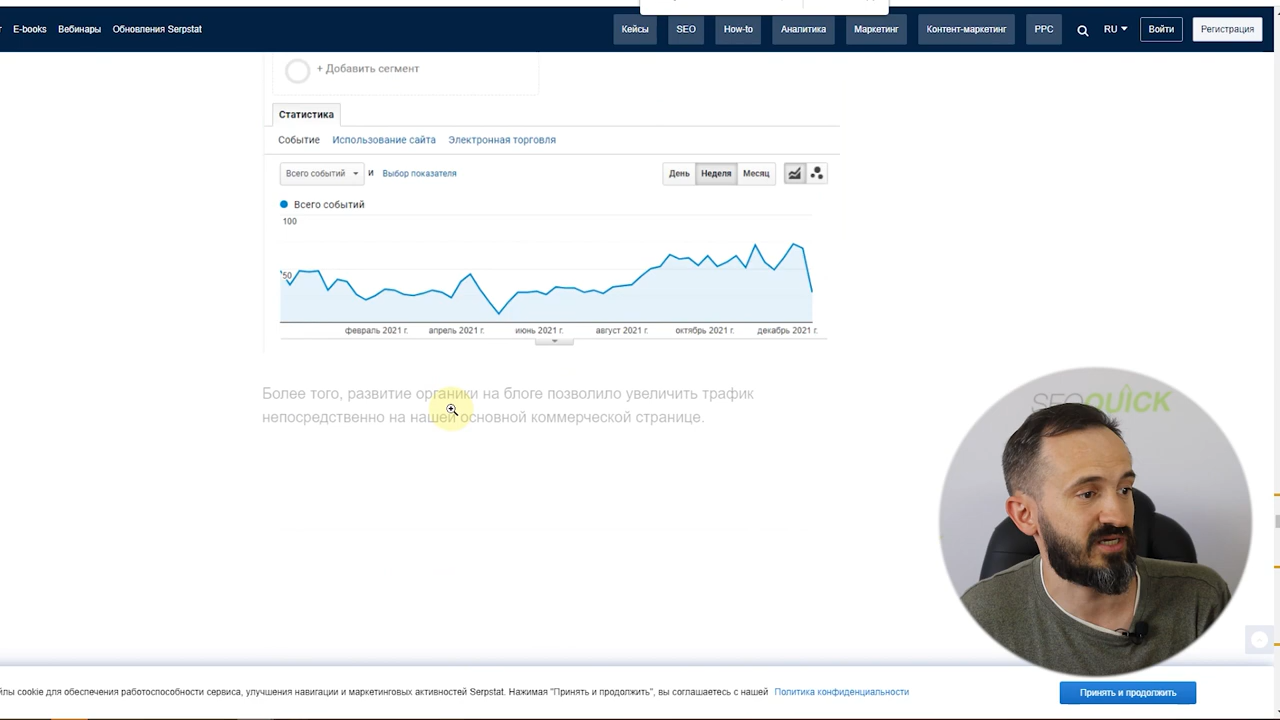 E-books Вебинары Обновления Serpstat Кейсы SEO How-to Аналитика Маркетинг Контент-маркетинг PPC RU Войти Регистрация
+ Добавить сегмент
Статистика
Событие Использование сайта Электронная торговля
Всего событий И Выбор показателя День Неделя Месяц
Всего событий
100
50
февраль 2021 г. апрель 2021 г. июнь 2021 г. август 2021 г. октябрь 2021 г. декабрь 2021 г.
Более того, развитие органики на блоге позволило увеличить трафик
непосредственно на нашей основной коммерческой странице.
SEOQUICK
cookie для обеспечения работоспособности сервиса, улучшения навигации и маркетинговых активностей Serpstat. Нажимая "Принять и продолжить", вы соглашаетесь с нашей Политика конфиденциальности Принять и продолжить